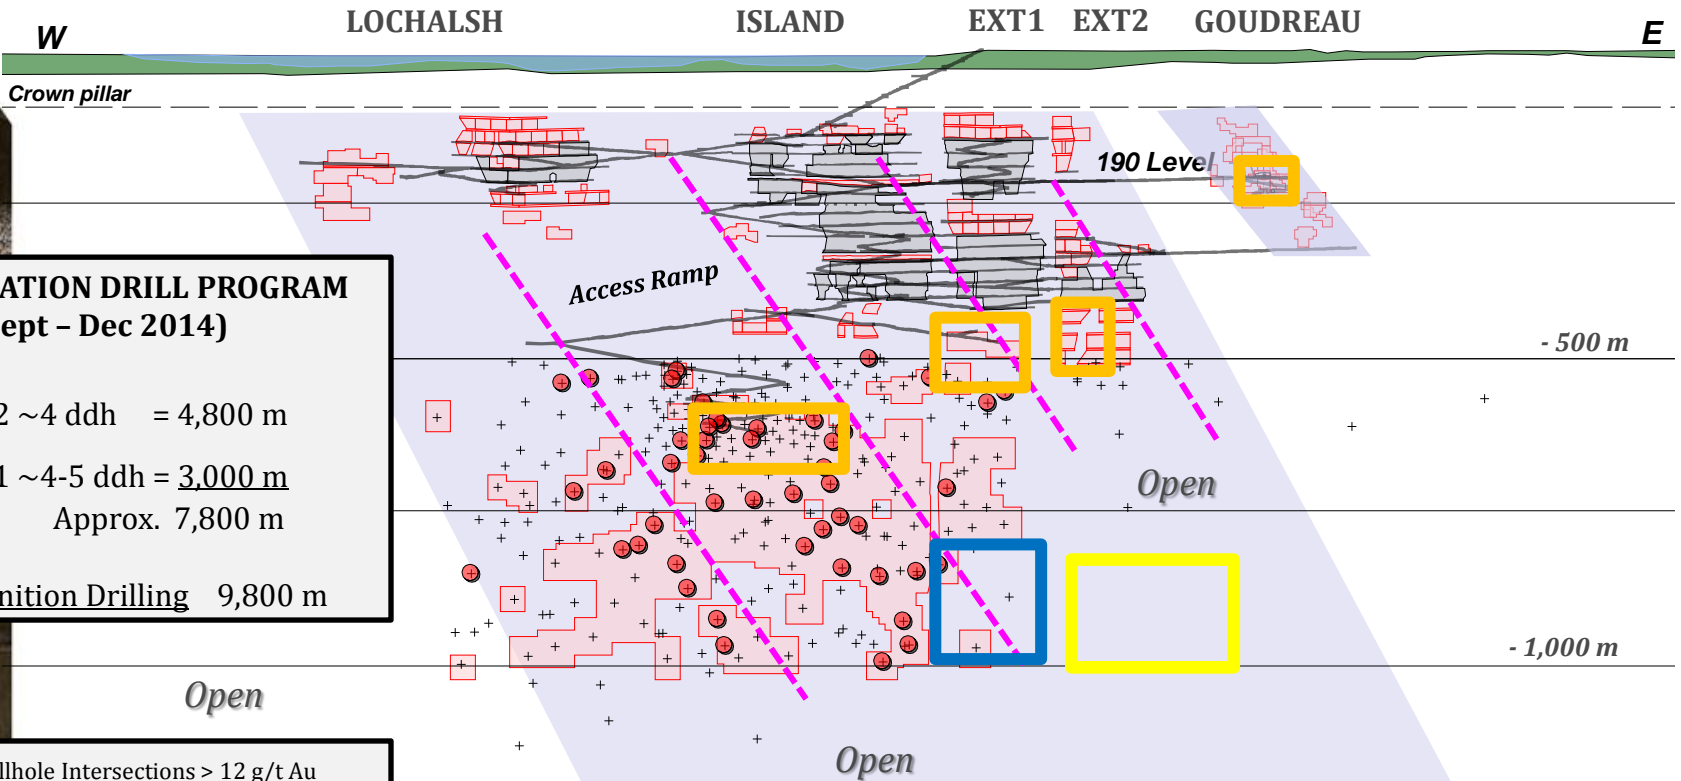 W LOCHALSH ISLAND EXT1 EXT2 GOUDREAU E
Crown pillar
190 Level
Access Ramp
ATION DRILL PROGRAM
ept – Dec 2014)
- 500 m
2 ~4 ddh = 4,800 m
1 ~4-5 ddh = 3,000 m
Open
Approx. 7,800 m
nition Drilling 9,800 m
- 1,000 m
Open
Open
llhole Intersections > 12 g/t Au